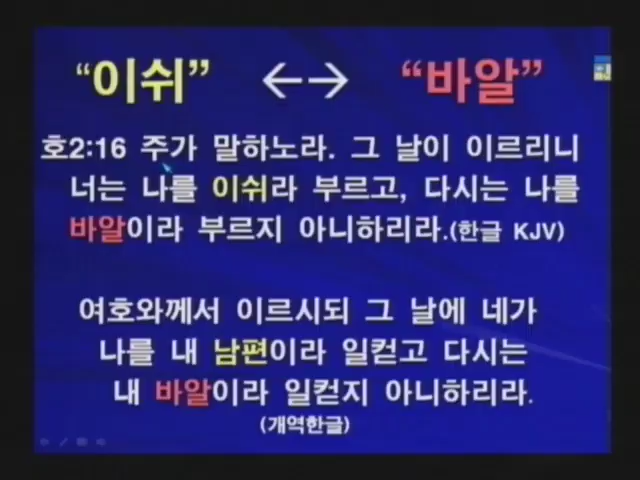 “이쉬” ←→ “바알”
호2:16 주가 말하노라. 그 날이 이르리니
너는 나를 이쉬라 부르고, 다시는 나를
바알이라 부르지 아니하리라.(한글 KJV)
여호와께서 이르시되 그 날에 네가
나를 내 남편이라 일컫고 다시는
내 바알이라 일컫지 아니하리라.
(개역한글)